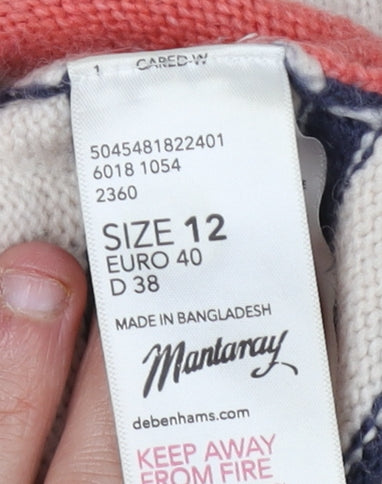 1 CARED-W
5045481822401
6018 1054
2360
SIZE 12
EURO 40
D 38
MADE IN BANGLADESH
Mantaray
debenhams.com
KEEP AWAY
FROM FIRE